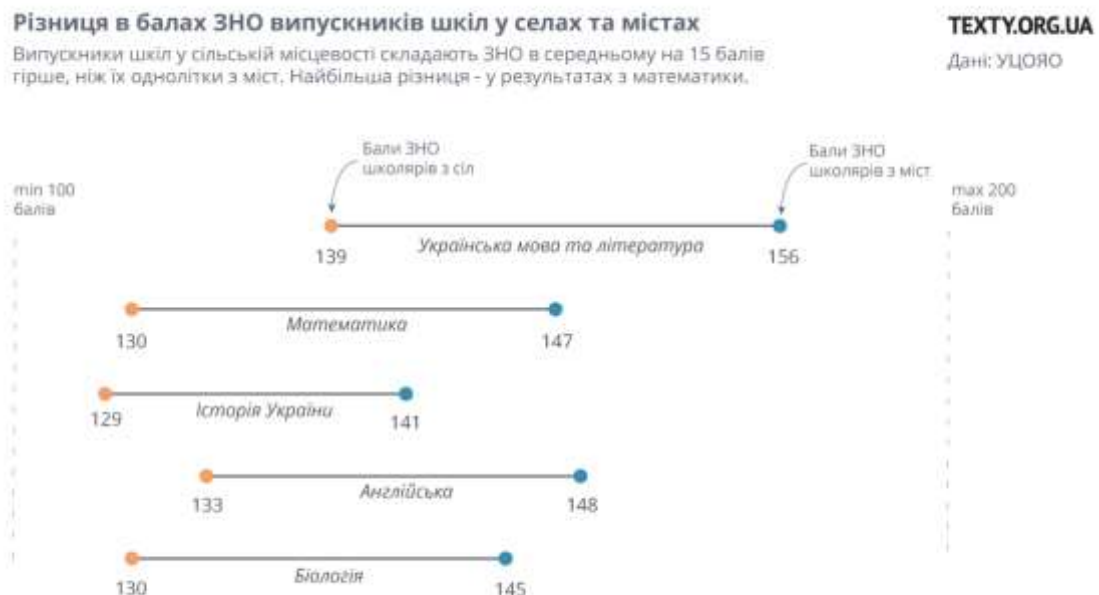 Різниця в балах ЗНО випускників шкіл у селах та містах
Випускники шкіл у сільській місцевості складають ЗНО в середньому на 15 балів
гірше, ніж їх однолітки з міст. Найбільша різниця - у результатах з математики.
TEXTY.ORG.UA
Дані: УЦОЯО
min 100
балів
Бали ЗНО
школярів з сіл
Бали ЗНО
школярів з міст
max 200
балів
139
Українська мова та література
156
130
Математика
147
129
Історія України
141
133
Англійська
148
130
Біологія
145